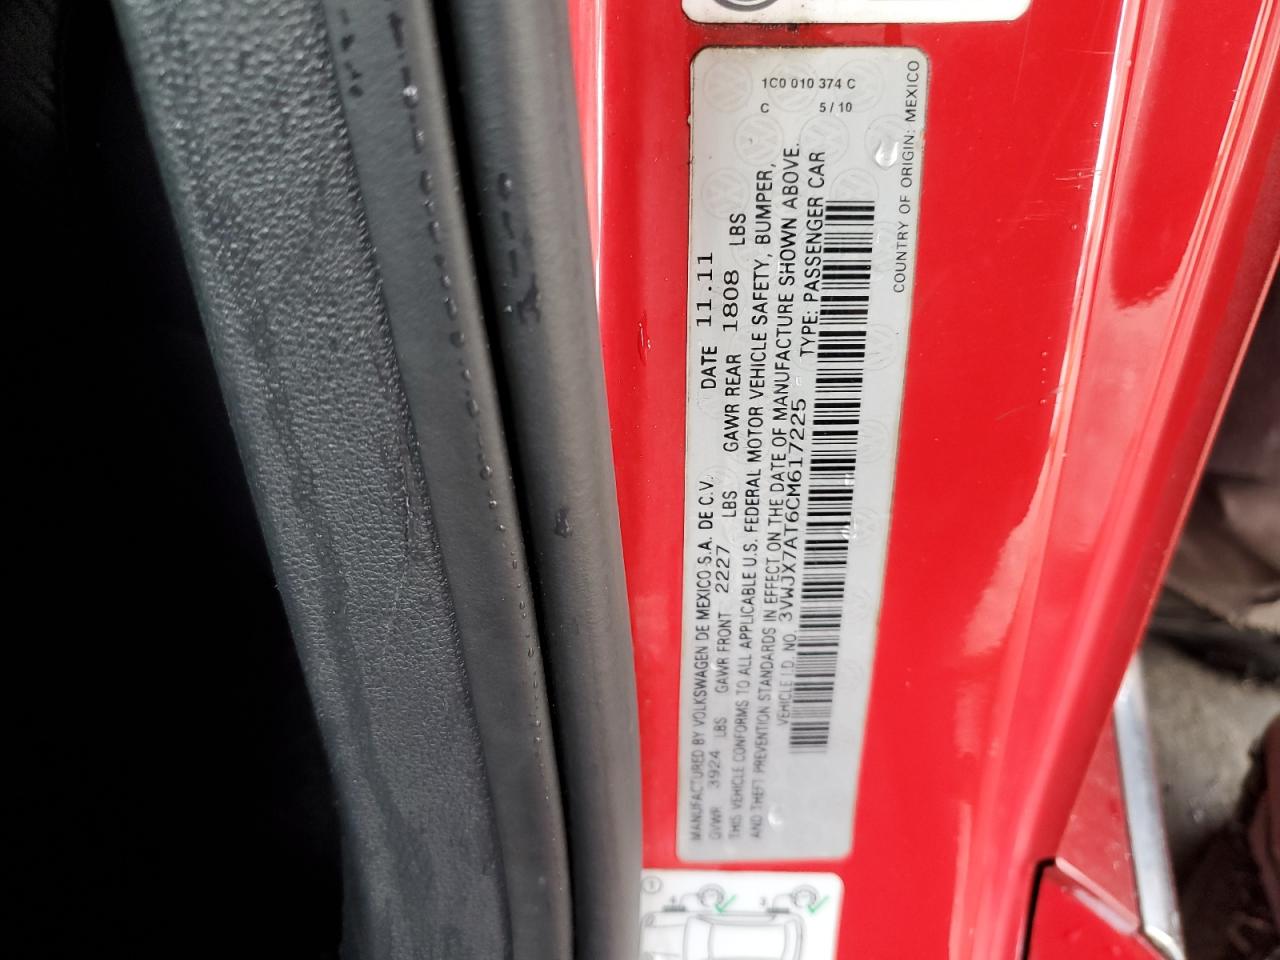 1C0 010 374 C
C 5/10
MANUFACTURED BY VOLKSWAGEN DE MEXICO S.A. DE C.V. DATE 11.11
GVWR 3924 LBS GAWR FRONT 2227 LBS GAWR REAR 1808 LBS
THIS VEHICLE CONFORMS TO ALL APPLICABLE U.S. FEDERAL MOTOR VEHICLE SAFETY, BUMPER,
AND THEFT PREVENTION STANDARDS IN EFFECT ON THE DATE OF MANUFACTURE SHOWN ABOVE.
VEHICLE I.D. NO. 3VWJX7AT6CM617225 - TYPE: PASSENGER CAR
COUNTRY OF ORIGIN: MEXICO